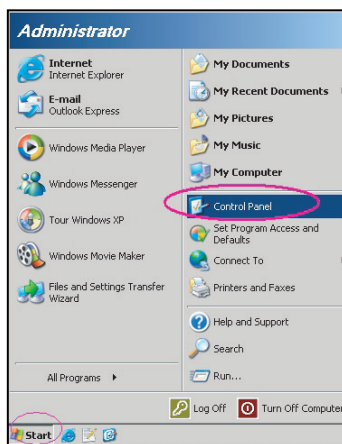 Administrator
Internet
Internet Explorer
E-mail
Outlook Express
Windows Media Player
Windows Messenger
Tour Windows XP
Windows Movie Maker
Files and Settings Transfer
Wizard
All Programs
My Documents
My Recent Documents
My Pictures
My Music
My Computer
Control Panel
Set Program Access and
Defaults
Connect To
Printers and Faxes
Help and Support
Search
Run...
Log Off
Turn Off Computer
Start